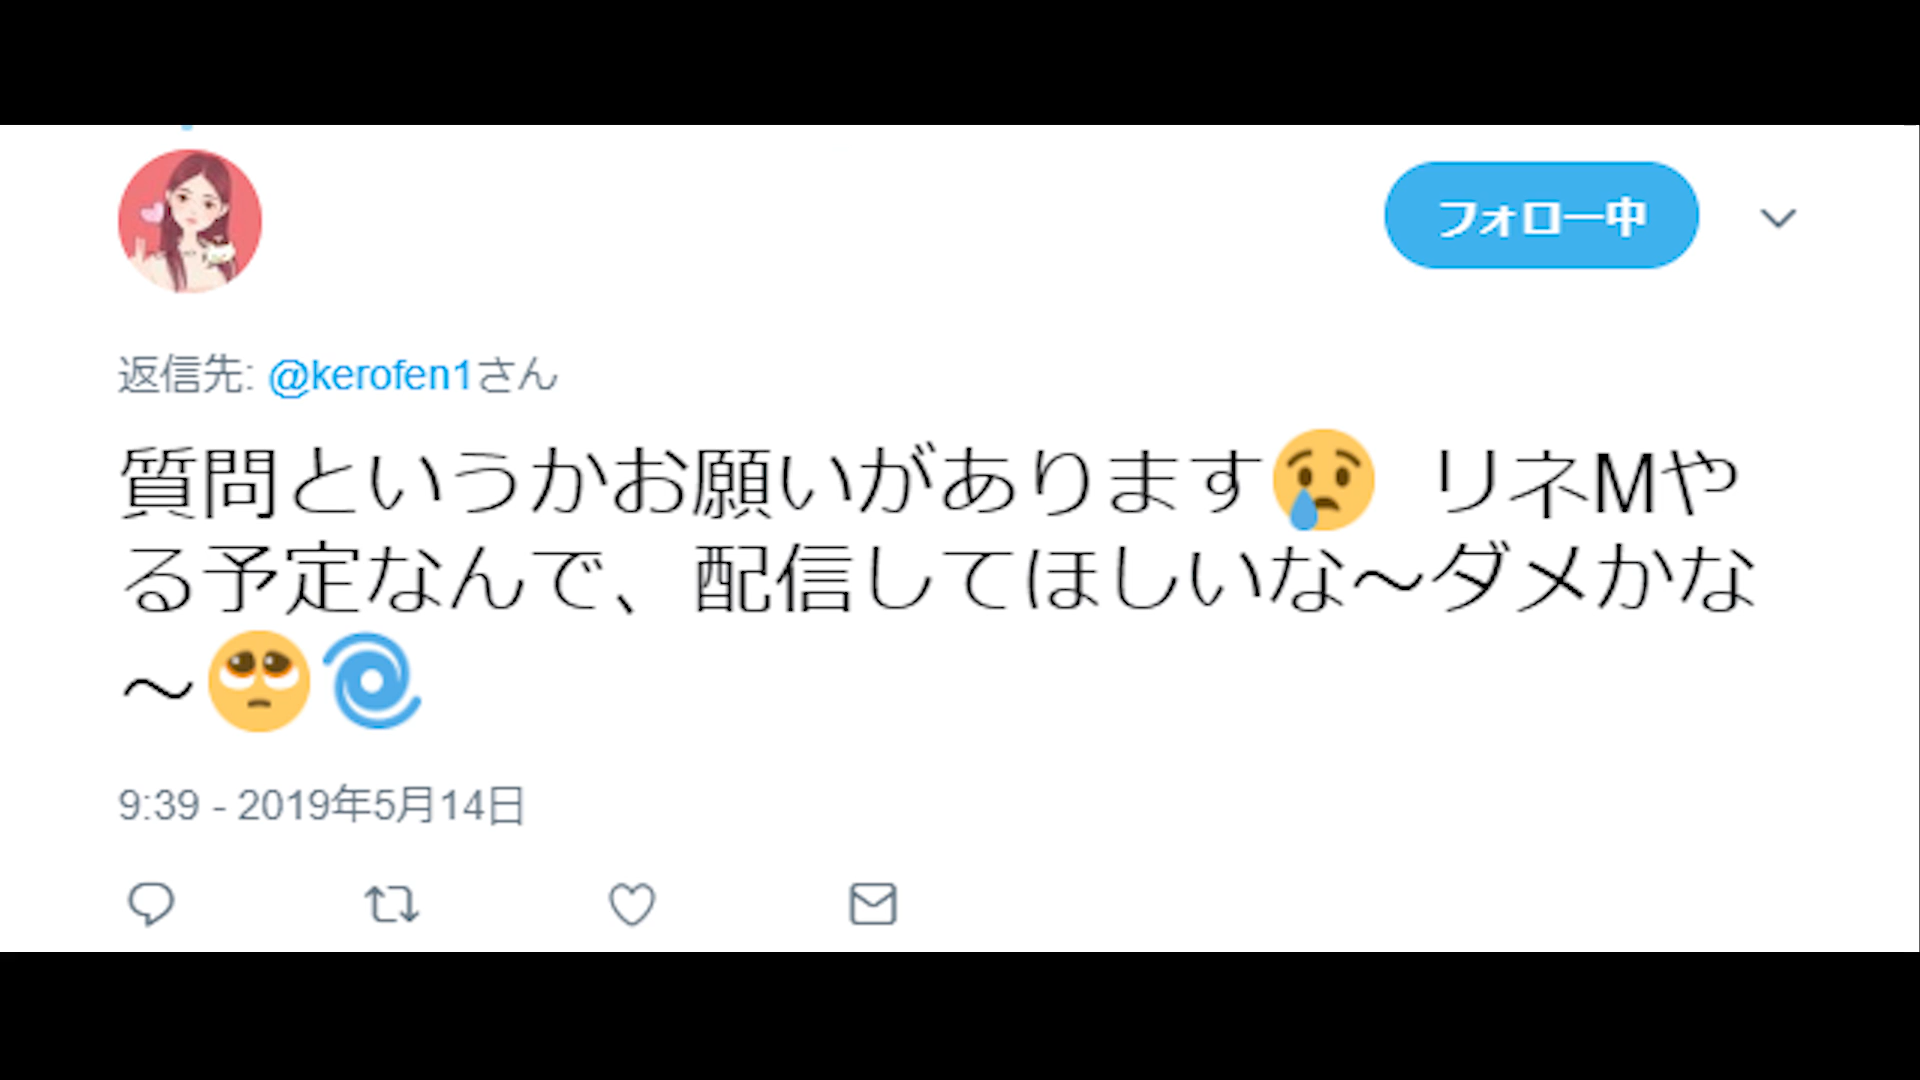 フォロー中
返信先: @kerofen1さん
質問というかお願いがあります😢 リネMや
る予定なんで、配信してほしいな〜ダメかな
〜🥺🌀
9:39 - 2019年5月14日